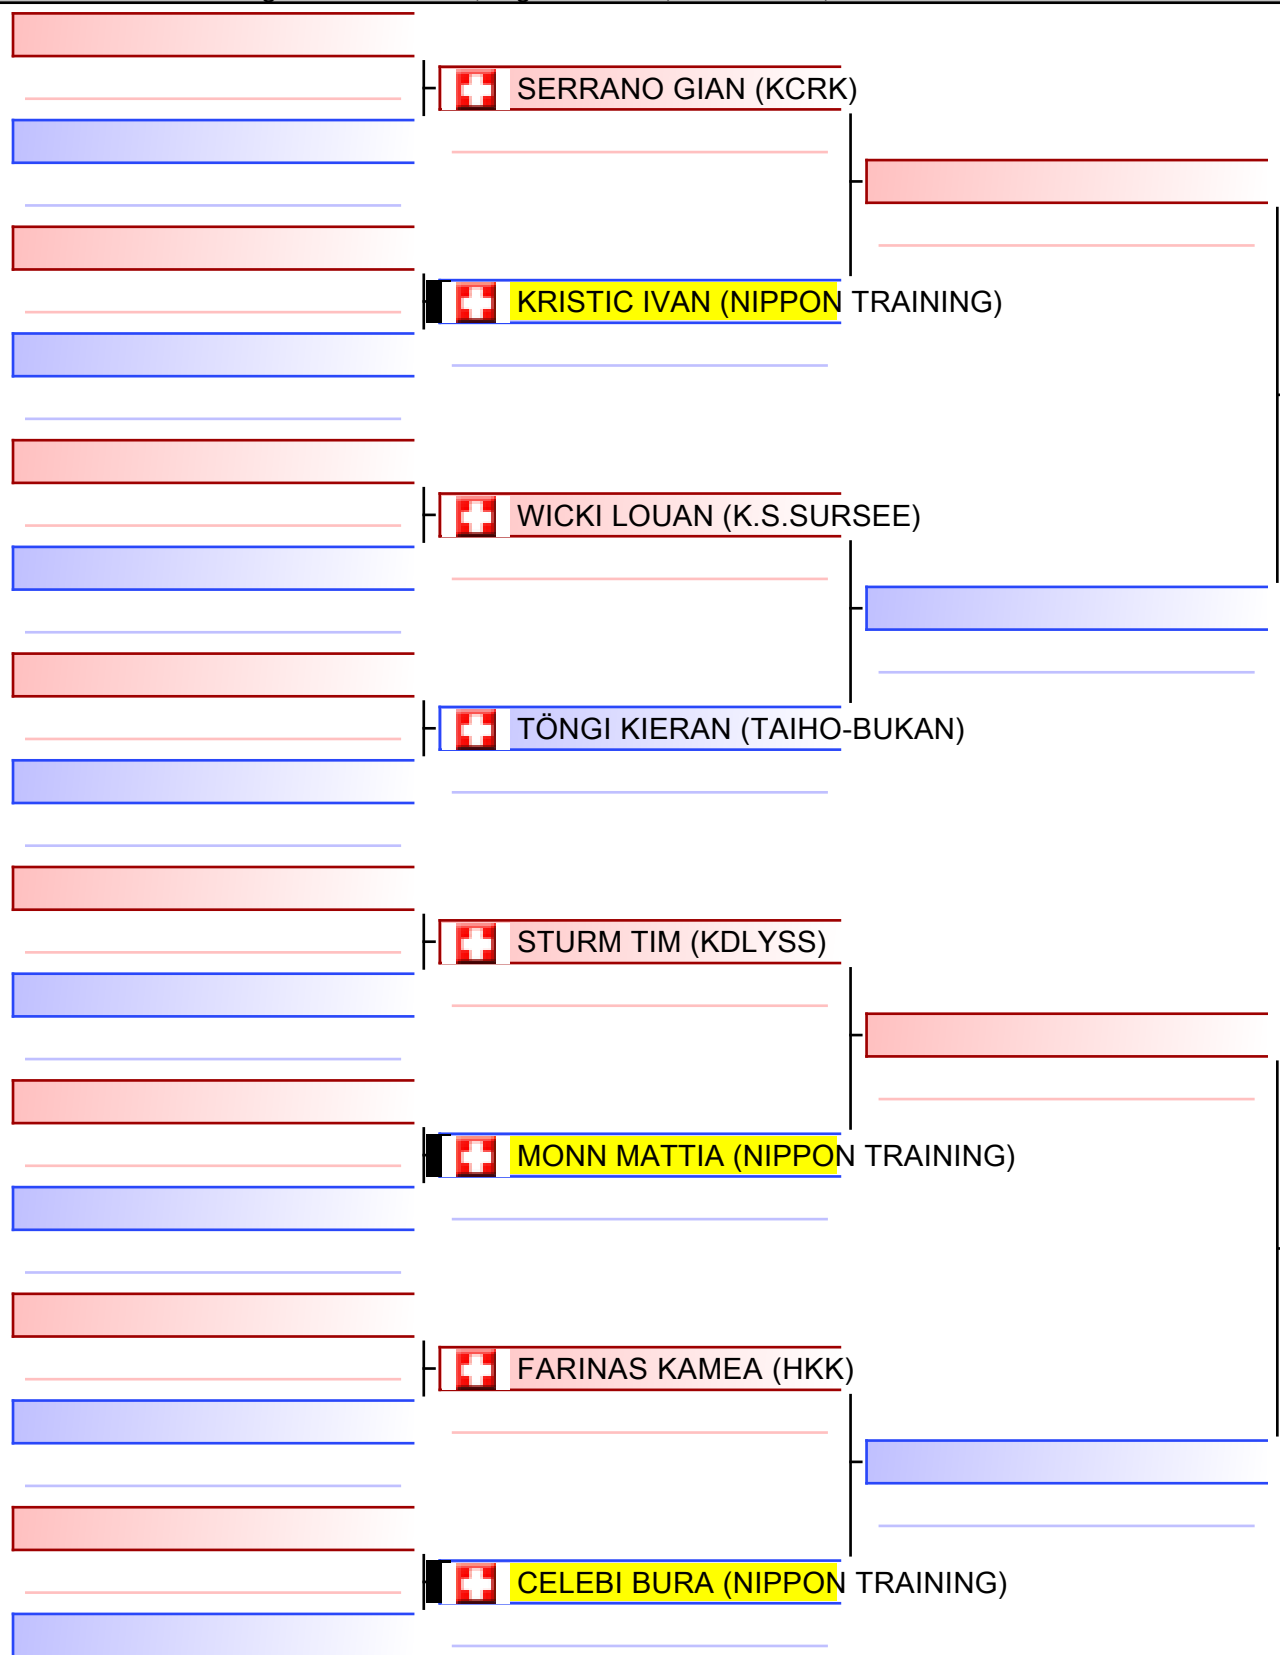 SERRANO GIAN (KCRK)
KRISTIC IVAN (NIPPON TRAINING)
WICKI LOUAN (K.S.SURSEE)
TÖNGI KIERAN (TAIHO-BUKAN)
STURM TIM (KDLYSS)
MONN MATTIA (NIPPON TRAINING)
FARINAS KAMEA (HKK)
CELEBI BURA (NIPPON TRAINING)